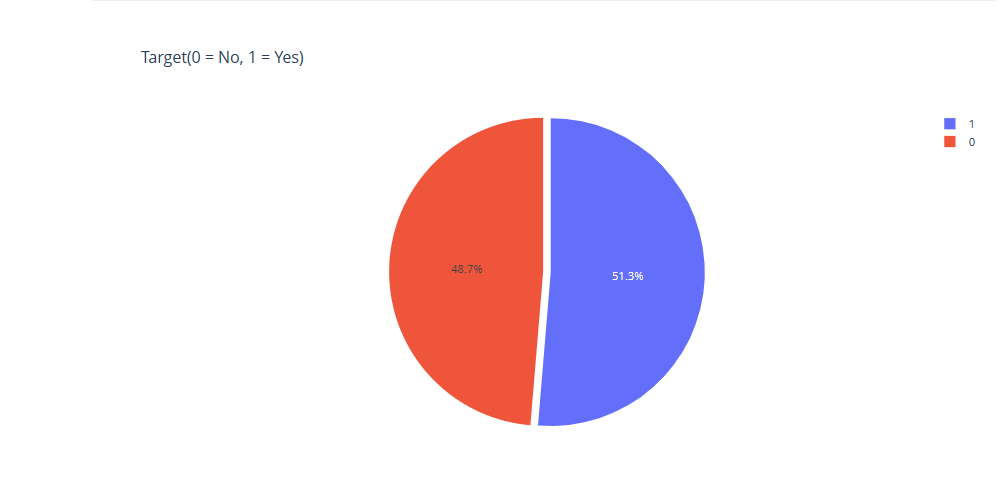 Target(0 = No, 1 = Yes)
1
0
48.7%
51.3%